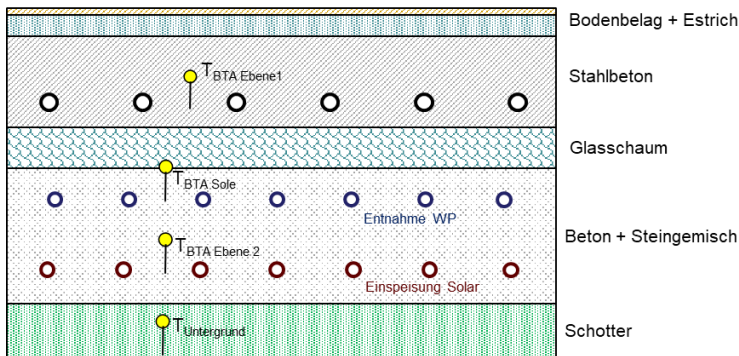 Bodenbelag + Estrich
T BTA Ebene1
Stahlbeton
Glasschaum
T BTA Sole
Entnahme WP
Beton + Steingemisch
T BTA Ebene 2
Einspeisung Solar
T Untergrund
Schotter